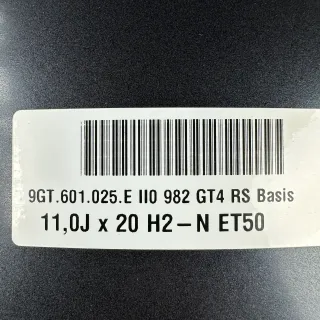 9GT.601.025.E II0 982 GT4 RS Basis
11,0J x 20 H2-N ET50